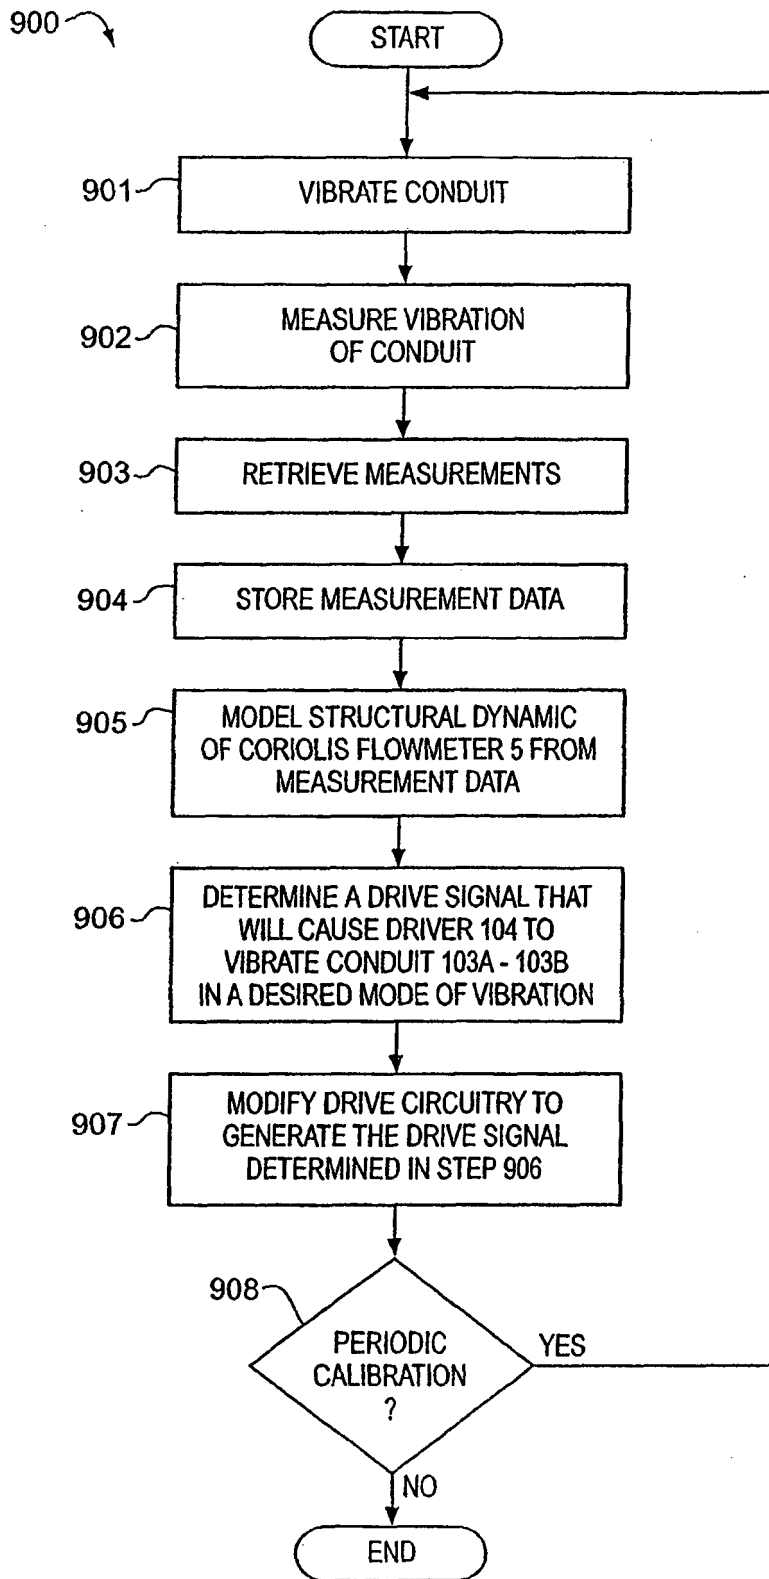 900
START
901
VIBRATE CONDUIT
902
MEASURE VIBRATION
OF CONDUIT
903
RETRIEVE MEASUREMENTS
904
STORE MEASUREMENT DATA
905
MODEL STRUCTURAL DYNAMIC
OF CORIOLIS FLOWMETER 5 FROM
MEASUREMENT DATA
906
DETERMINE A DRIVE SIGNAL THAT
WILL CAUSE DRIVER 104 TO
VIBRATE CONDUIT 103A - 103B
IN A DESIRED MODE OF VIBRATION
907
MODIFY DRIVE CIRCUITRY TO
GENERATE THE DRIVE SIGNAL
DETERMINED IN STEP 906
908
PERIODIC
CALIBRATION
?
YES
NO
END